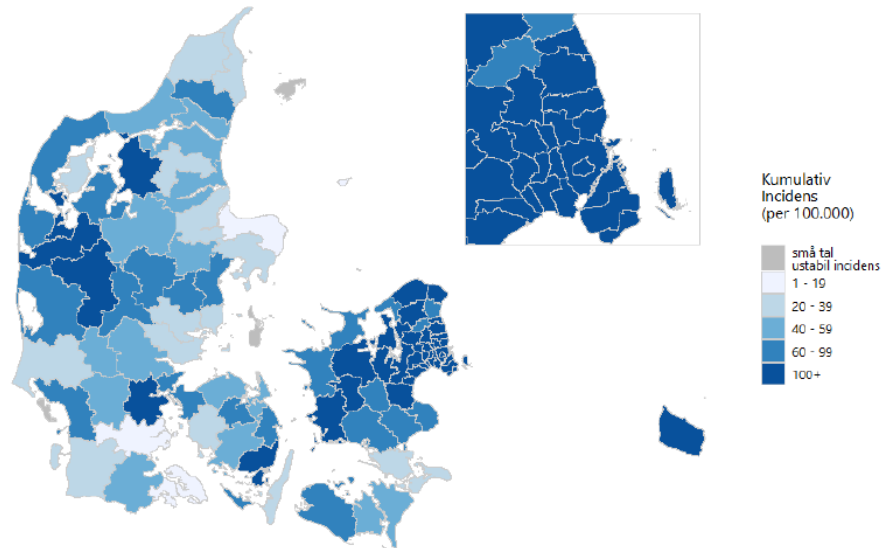 Kumulativ
Incidens
(per 100.000)
små tal
ustabil incidens
1 - 19
20 - 39
40 - 59
60 - 99
100+